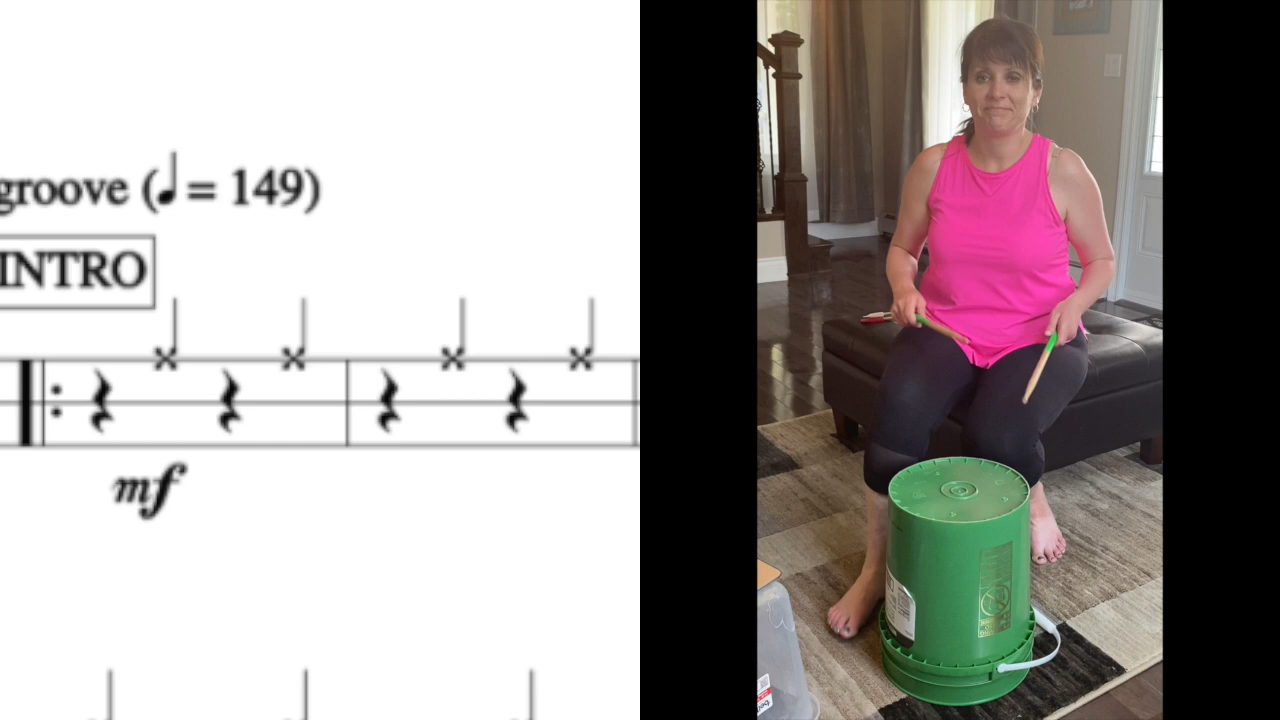 groove (♩ = 149)
INTRO
mf